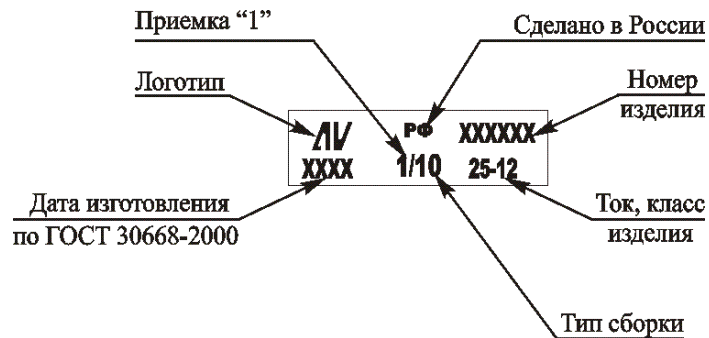 Приемка “1”
Сделано в России
Логотип
Номер
изделия
РФ XXXXXX
XXXX 1/10 25-12
Дата изготовления
по ГОСТ 30668-2000
Ток, класс
изделия
Тип сборки